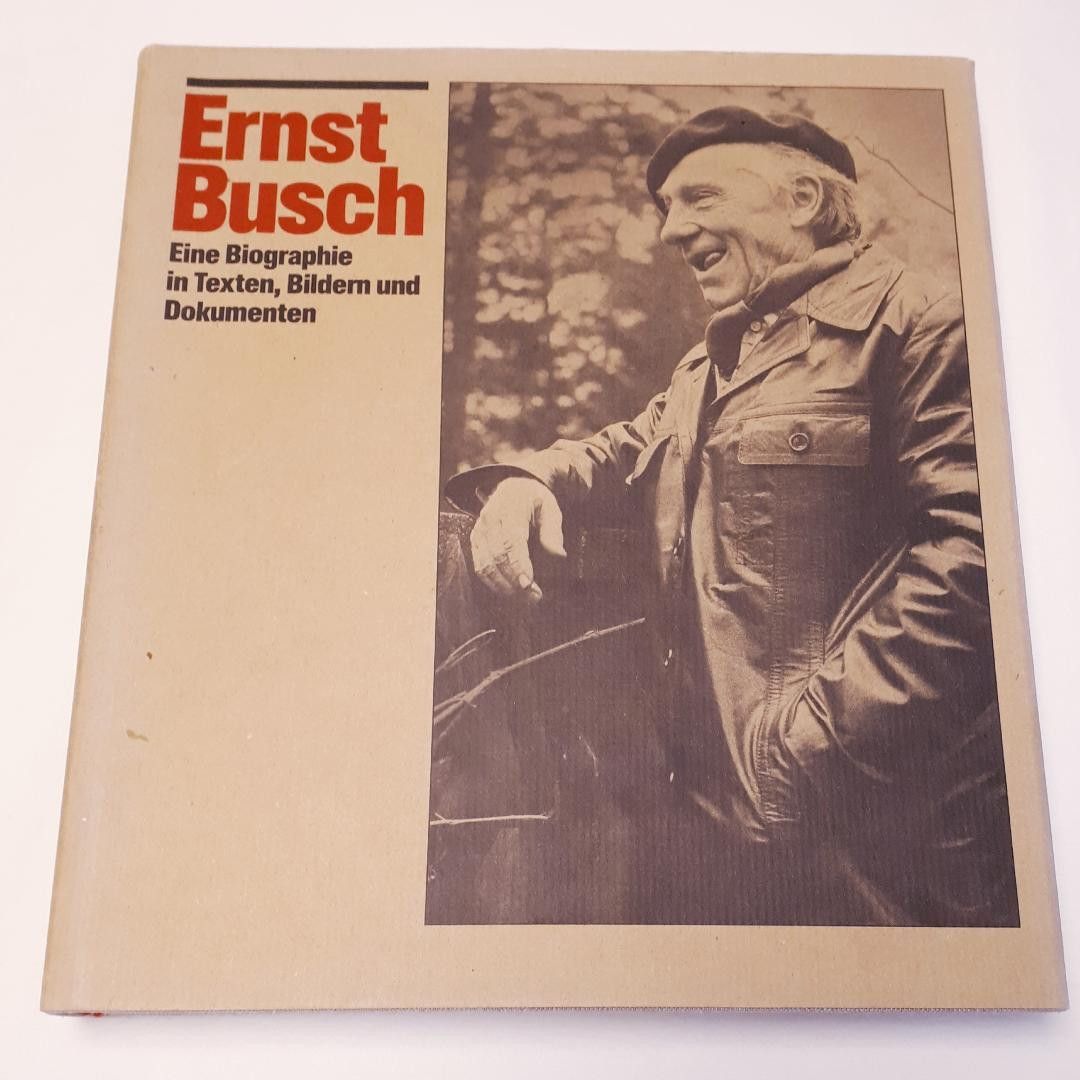 Ernst
Busch
Eine Biographie
in Texten, Bildern und
Dokumenten